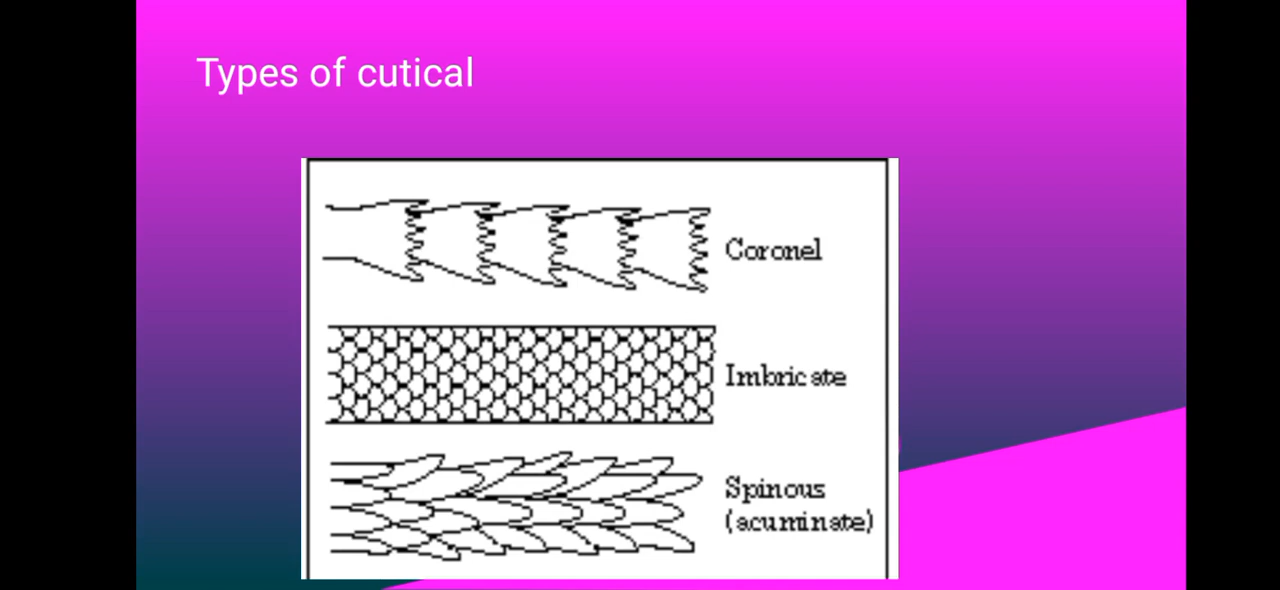 Types of cutical
Coronel
Imbricate
Spinous
(acuminate)